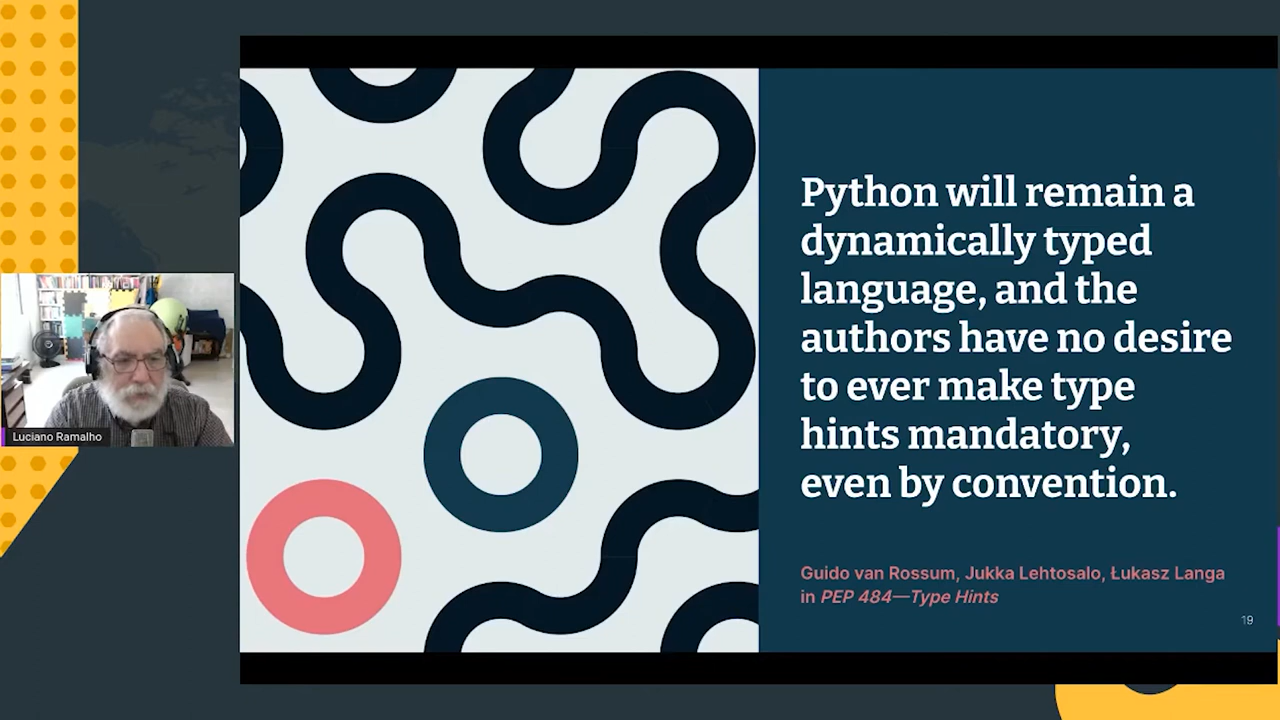 Python will remain a
dynamically typed
language, and the
authors have no desire
to ever make type
hints mandatory,
even by convention.
Guido van Rossum, Jukka Lehtosalo, Łukasz Langa
in PEP 484—Type Hints
19
Luciano Ramalho